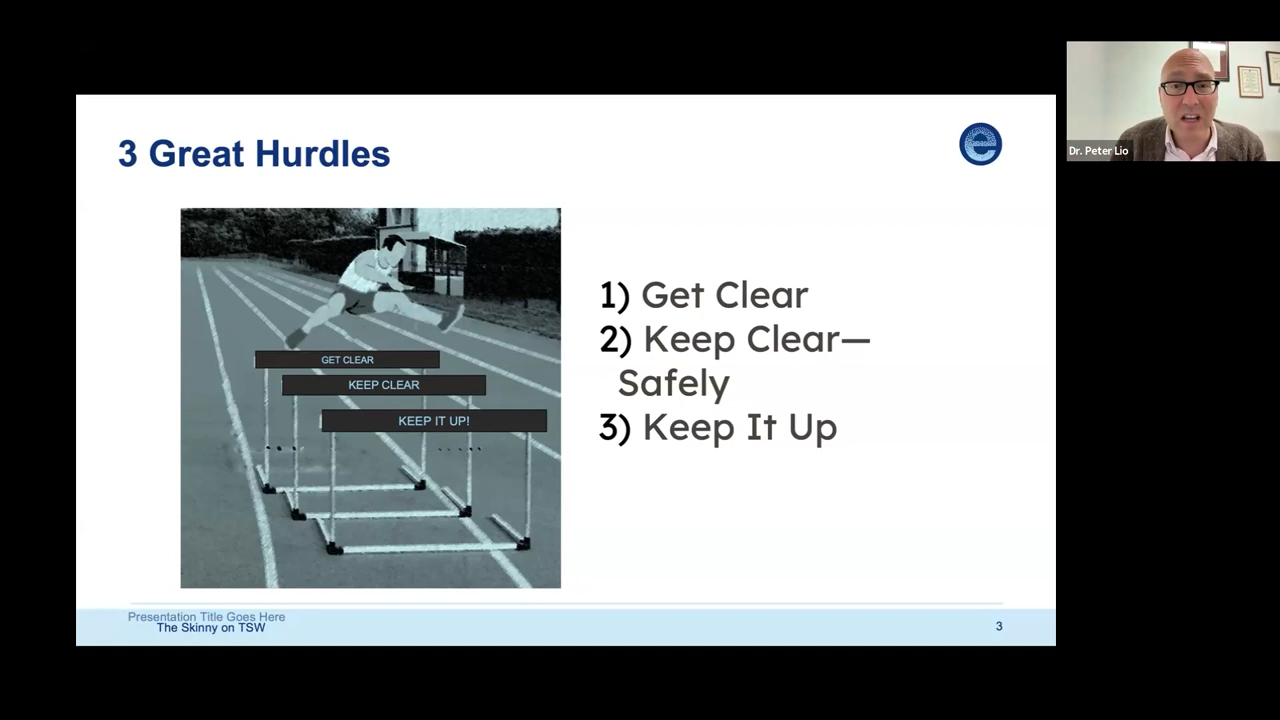 3 Great Hurdles
e
GET CLEAR
KEEP CLEAR
KEEP IT UP!
1) Get Clear
2) Keep Clear—
Safely
3) Keep It Up
Presentation Title Goes Here
The Skinny on TSW
3
Dr. Peter Lio